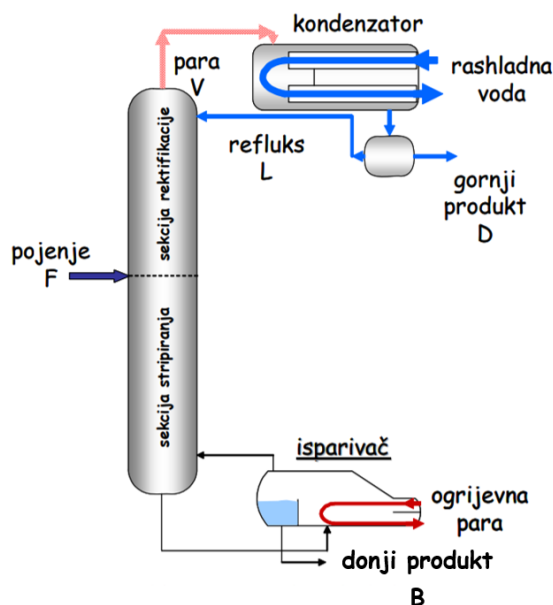 kondenzator
para
V
rashladna
voda
refluks
L
gornji
produkt
D
sekcija rektifikacije
pojenje
F
sekcija stripiranja
isparivač
ogrijevna
para
donji produkt
B